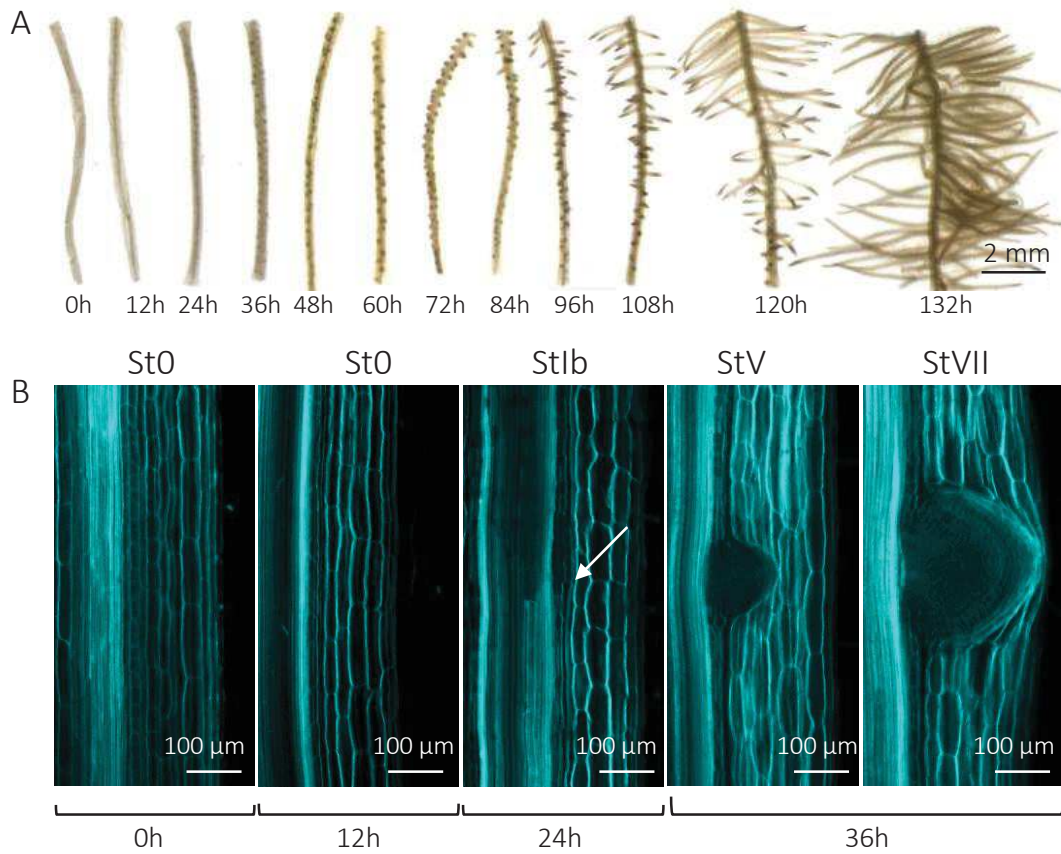 A
2 mm
0h 12h 24h 36h 48h 60h 72h 84h 96h 108h 120h 132h
St0 St0 StIb StV StVII
B
100 µm 100 µm 100 µm 100 µm 100 µm
0h 12h 24h 36h